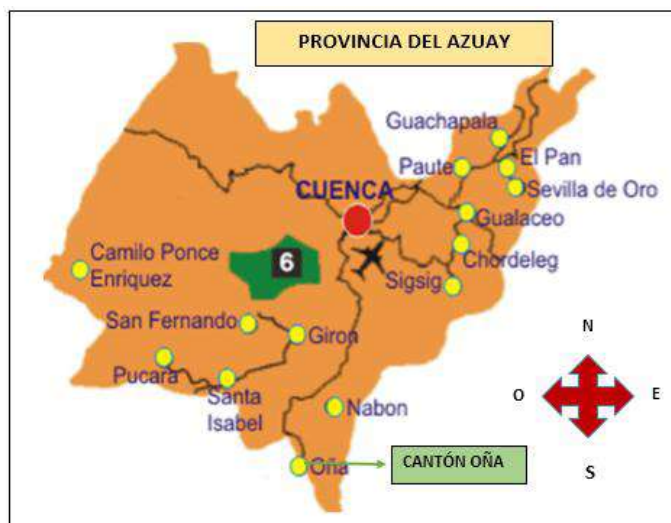 PROVINCIA DEL AZUAY
Guachapala
El Pan
Paute
Sevilla de Oro
CUENCA
Gualaceo
Chordeleg
Camilo Ponce
Enriquez
6
Sigsig
San Fernando
Giron
N
Pucara
Santa
Isabel
O
E
Nabon
Oña
CANTÓN OÑA
S